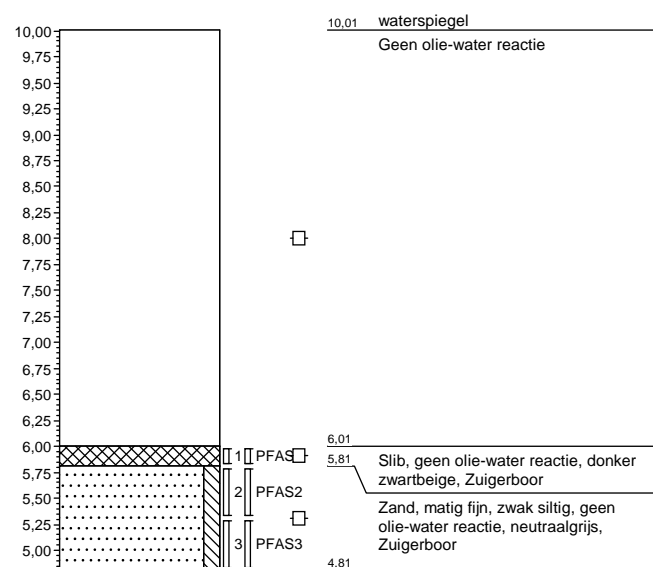 10,01 waterspiegel
10,00
Geen olie-water reactie
9,75
9,50
9,25
9,00
8,75
8,50
8,25
8,00
7,75
7,50
7,25
7,00
6,75
6,50
6,25
6,01
6,00
1 PFAS
5,81 Slib, geen olie-water reactie, donker
zwartbeige, Zuigerboor
5,75
2 PFAS2
5,50
Zand, matig fijn, zwak siltig, geen
olie-water reactie, neutraalgrijs,
Zuigerboor
5,25
3 PFAS3
5,00
4,81